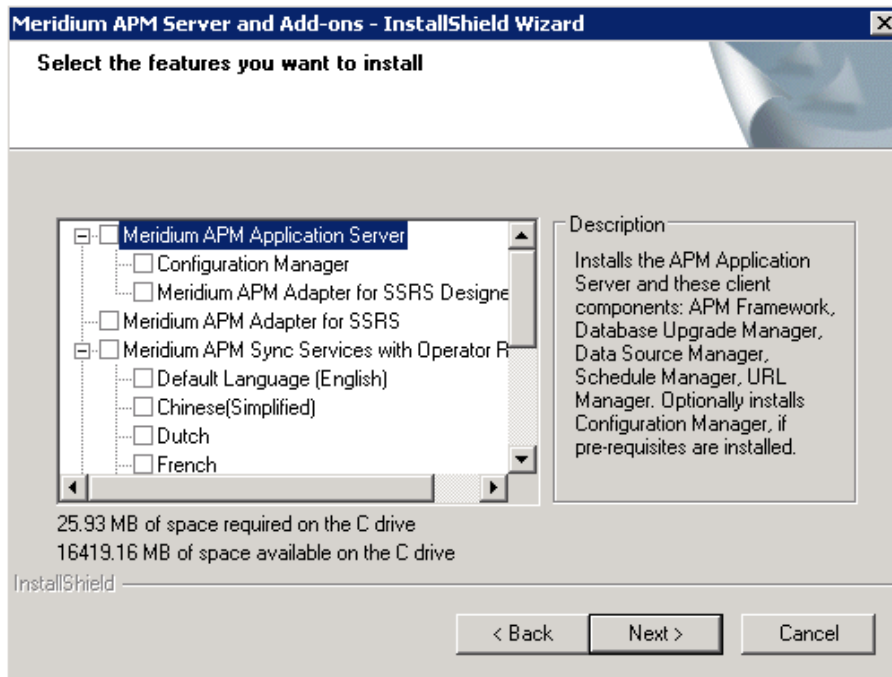 Meridium APM Server and Add-ons - InstallShield Wizard
Select the features you want to install
Meridium APM Application Server
Configuration Manager
Meridium APM Adapter for SSRS Designe
Meridium APM Adapter for SSRS
Meridium APM Sync Services with Operator R
Default Language (English)
Chinese(Simplified)
Dutch
French
Description
Installs the APM Application
Server and these client
components: APM Framework,
Database Upgrade Manager,
Data Source Manager,
Schedule Manager, URL
Manager. Optionally installs
Configuration Manager, if
pre-requisites are installed.
25.93 MB of space required on the C drive
16419.16 MB of space available on the C drive
InstallShield
< Back
Next >
Cancel